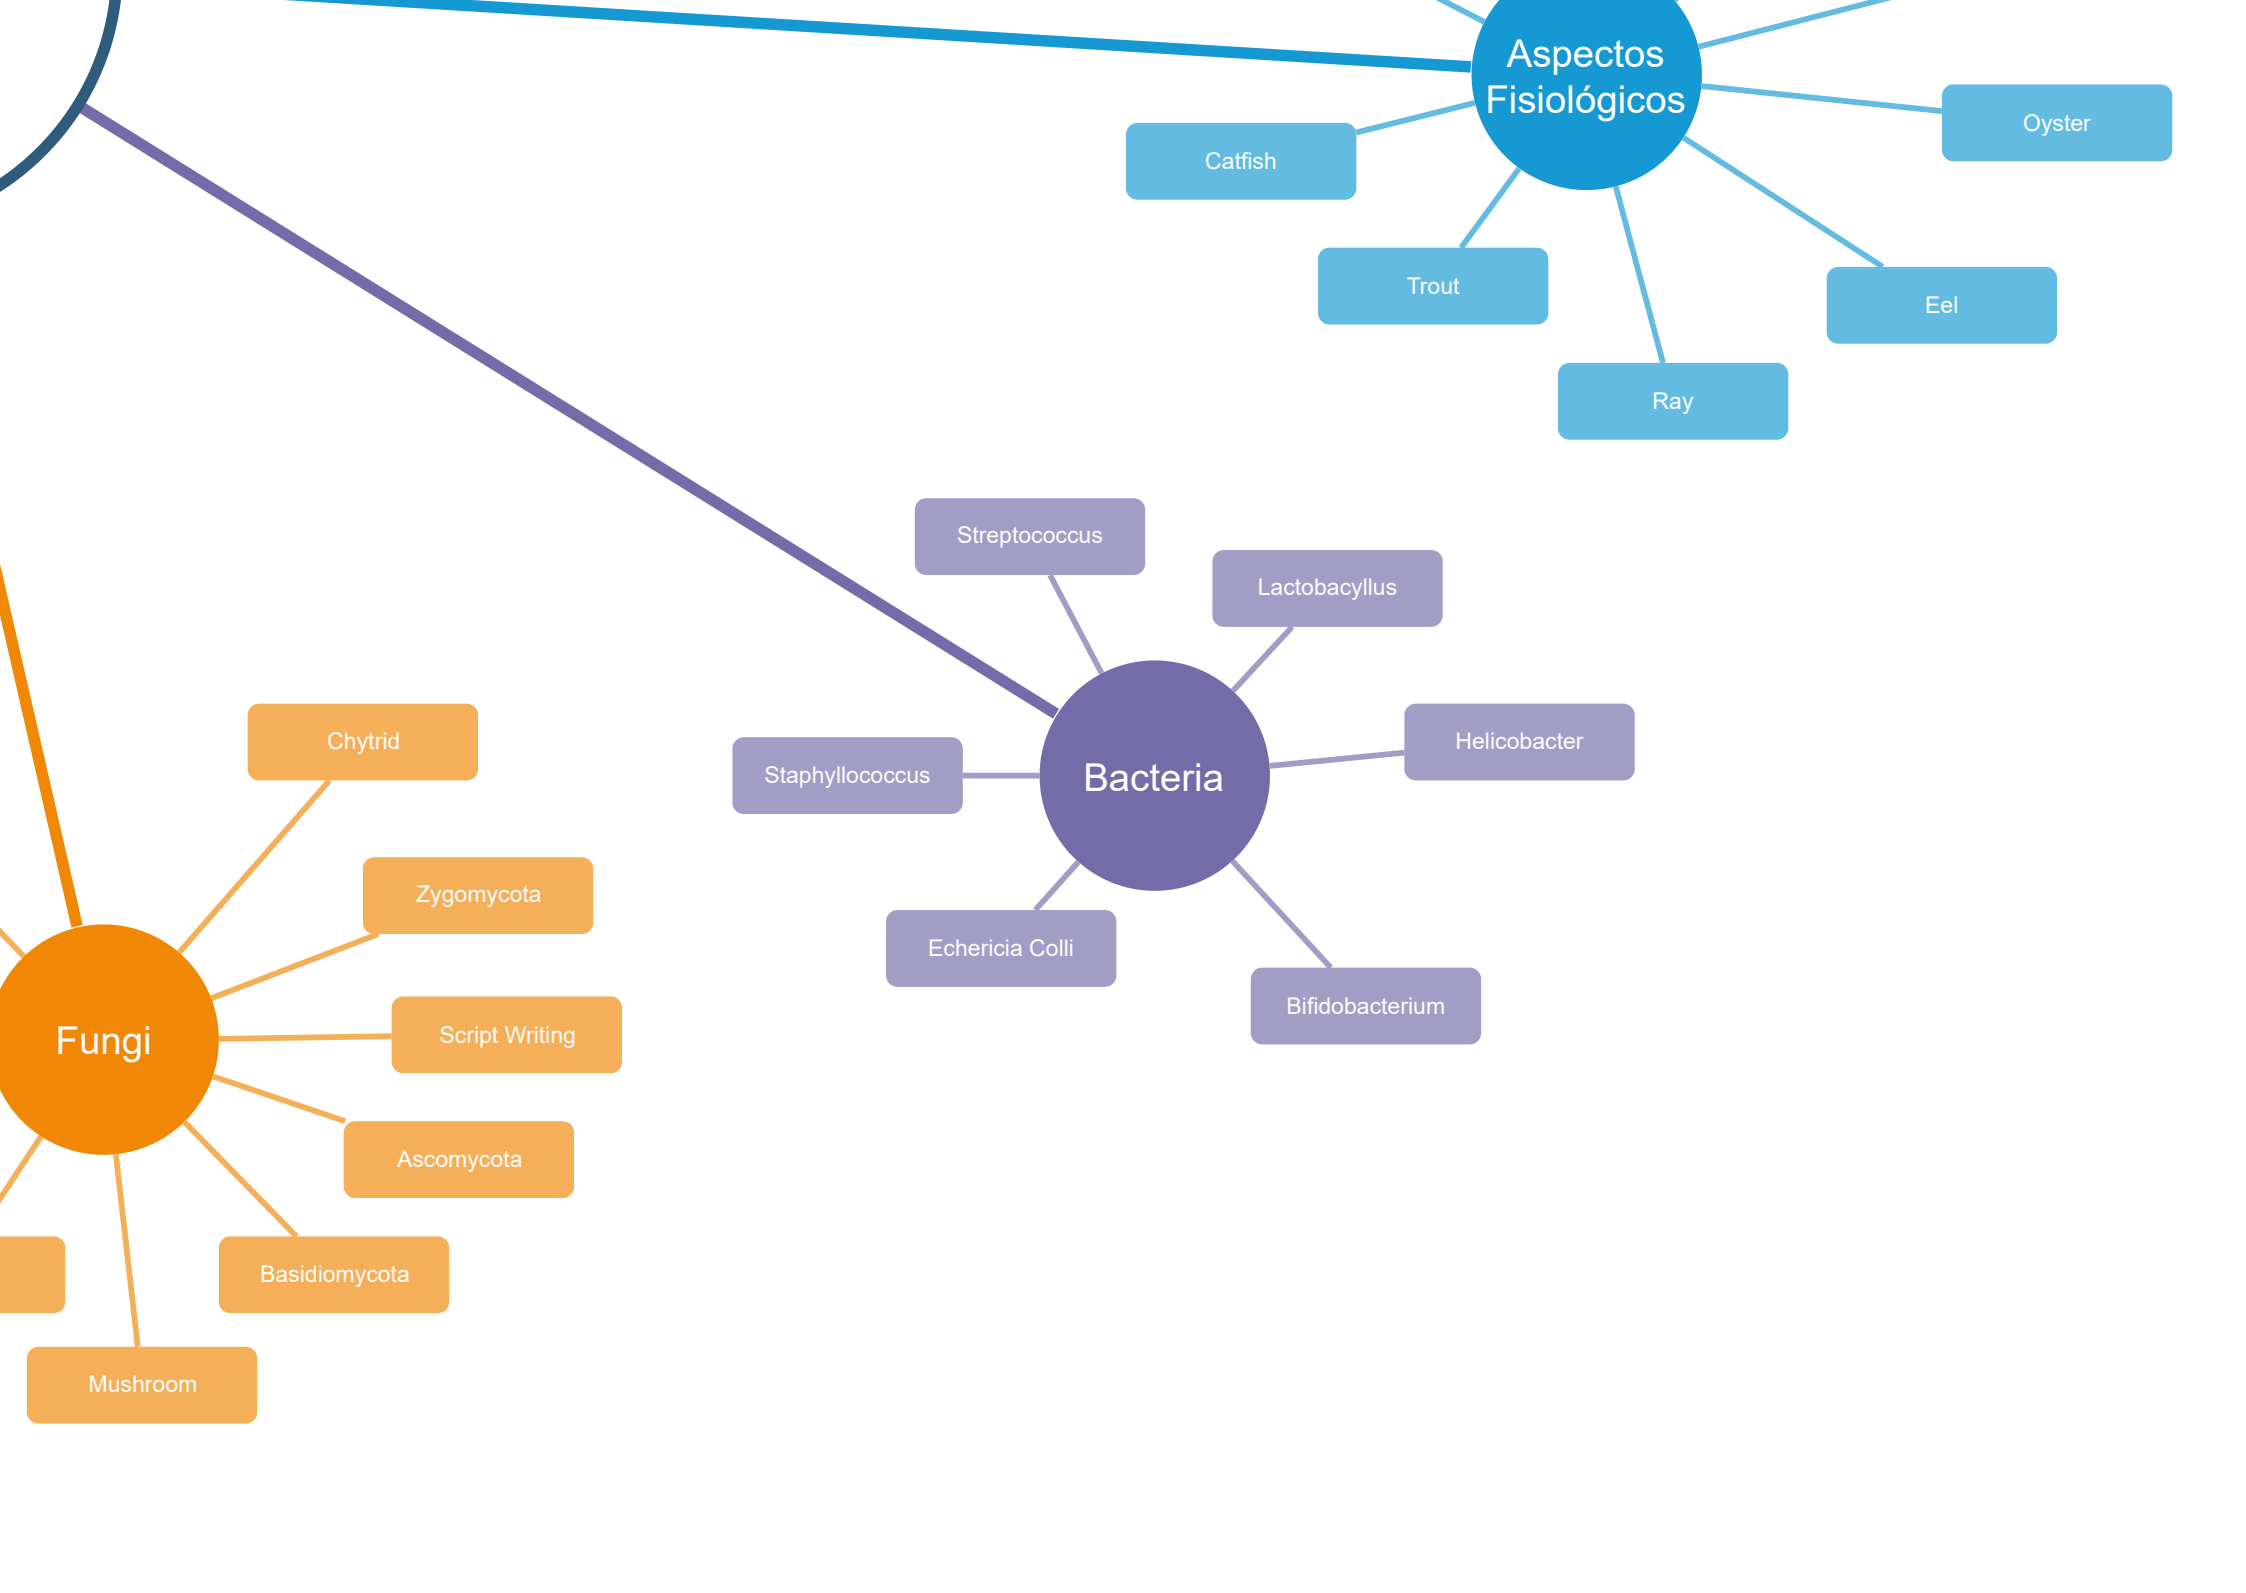 Aspectos
Fisiológicos
Oyster
Catfish
Trout
Eel
Ray
Streptococcus
Lactobacyllus
Helicobacter
Staphyllococcus
Bacteria
Echericia Colli
Bifidobacterium
Chytrid
Zygomycota
Script Writing
Fungi
Ascomycota
Basidiomycota
Mushroom